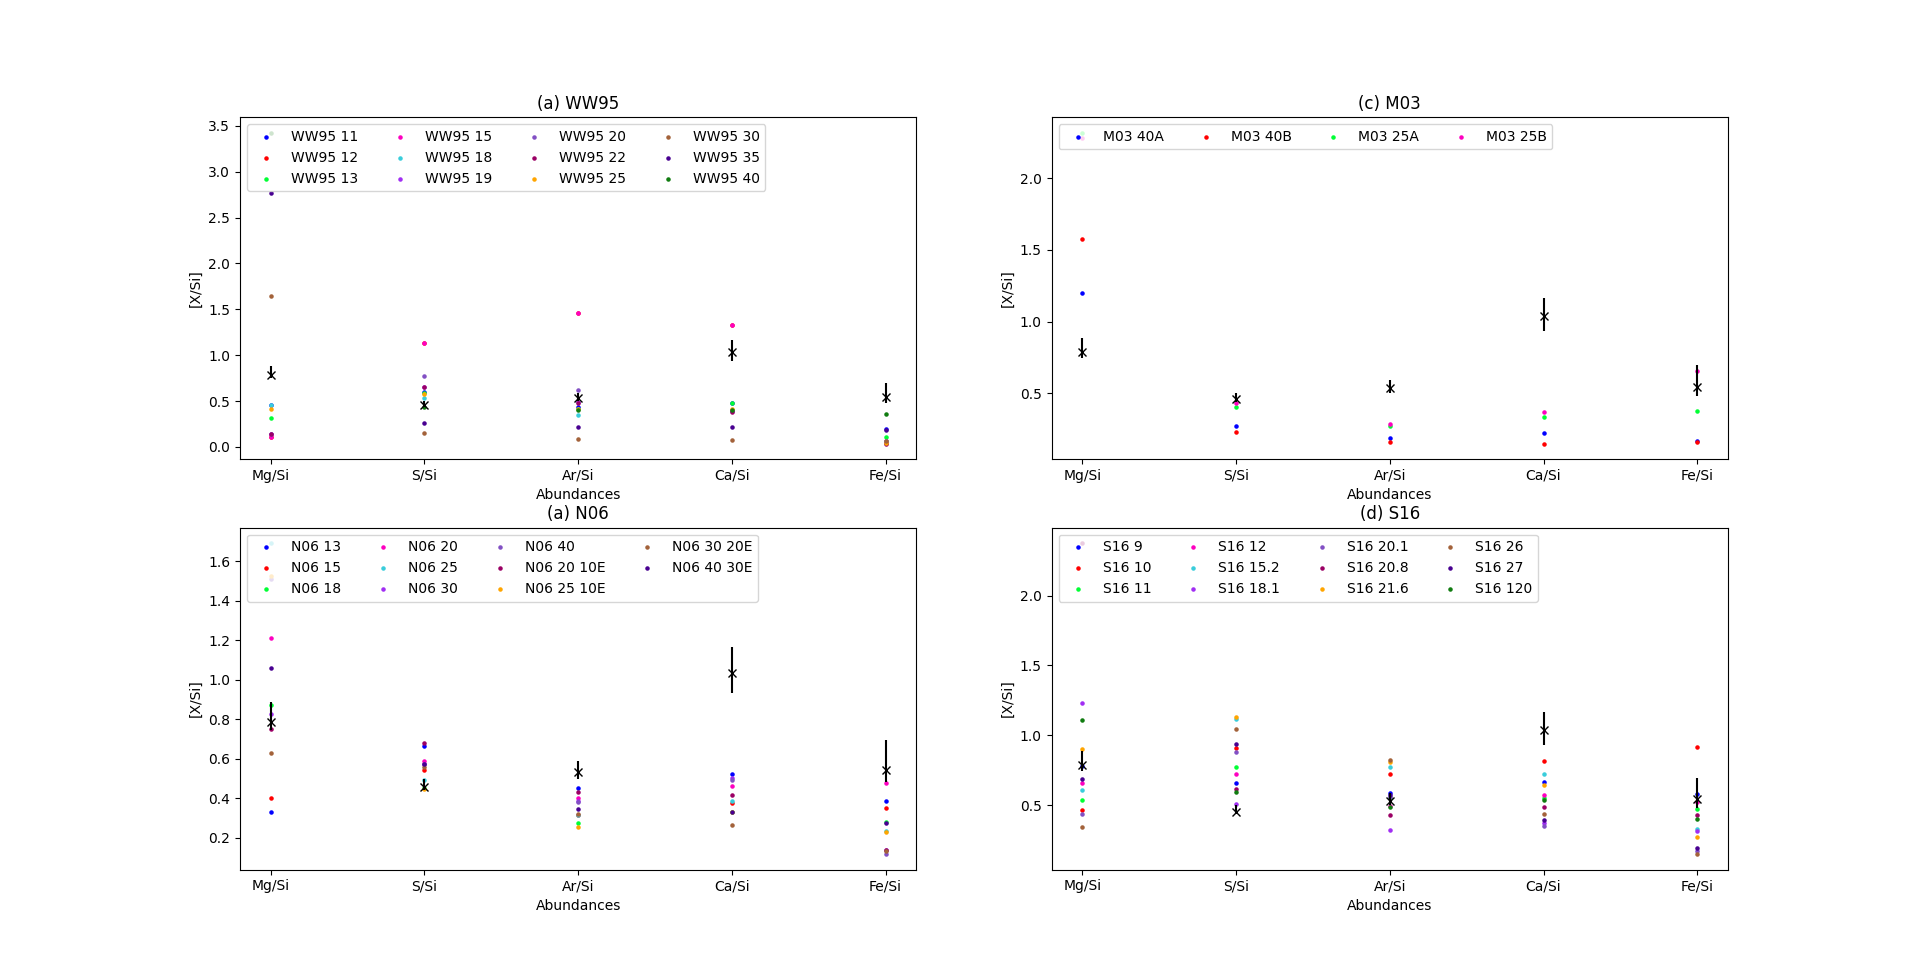 (a) WW95
3.5
3.0
2.5
2.0
1.5
1.0
0.5
0.0
[X/Si]
WW95 11 WW95 15 WW95 20 WW95 30
WW95 12 WW95 18 WW95 22 WW95 35
WW95 13 WW95 19 WW95 25 WW95 40
Mg/Si S/Si Ar/Si Ca/Si Fe/Si
Abundances
(c) M03
2.0
1.5
1.0
0.5
[X/Si]
M03 40A M03 40B M03 25A M03 25B
Mg/Si S/Si Ar/Si Ca/Si Fe/Si
Abundances
(a) N06
1.6
1.4
1.2
1.0
0.8
0.6
0.4
0.2
[X/Si]
N06 13 N06 20 N06 40 N06 30 20E
N06 15 N06 25 N06 20 10E N06 40 30E
N06 18 N06 30 N06 25 10E
Mg/Si S/Si Ar/Si Ca/Si Fe/Si
Abundances
(d) S16
2.0
1.5
1.0
0.5
[X/Si]
S16 9 S16 12 S16 20.1 S16 26
S16 10 S16 15.2 S16 20.8 S16 27
S16 11 S16 18.1 S16 21.6 S16 120
Mg/Si S/Si Ar/Si Ca/Si Fe/Si
Abundances